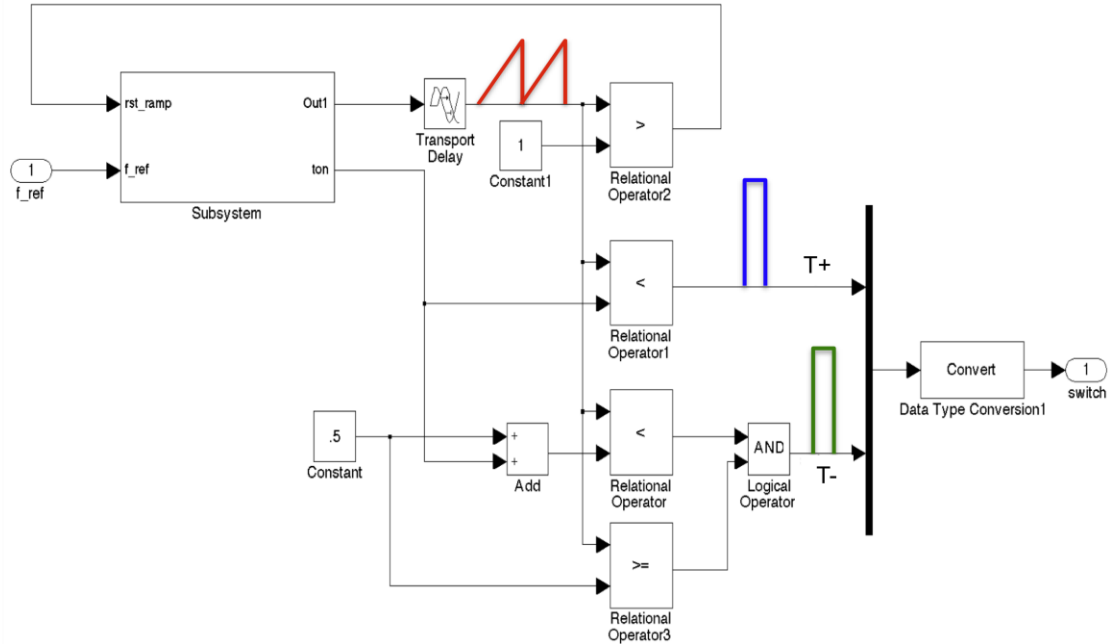 rst_ramp
Out1
f_ref
ton
Subsystem
1
f_ref
Transport
Delay
1
Constant1
>
Relational
Operator2
<
Relational
Operator1
T+
.5
Constant
+
+
Add
<
Relational
Operator
AND
Logical
Operator
T-
>=
Relational
Operator3
Convert
Data Type Conversion1
1
switch